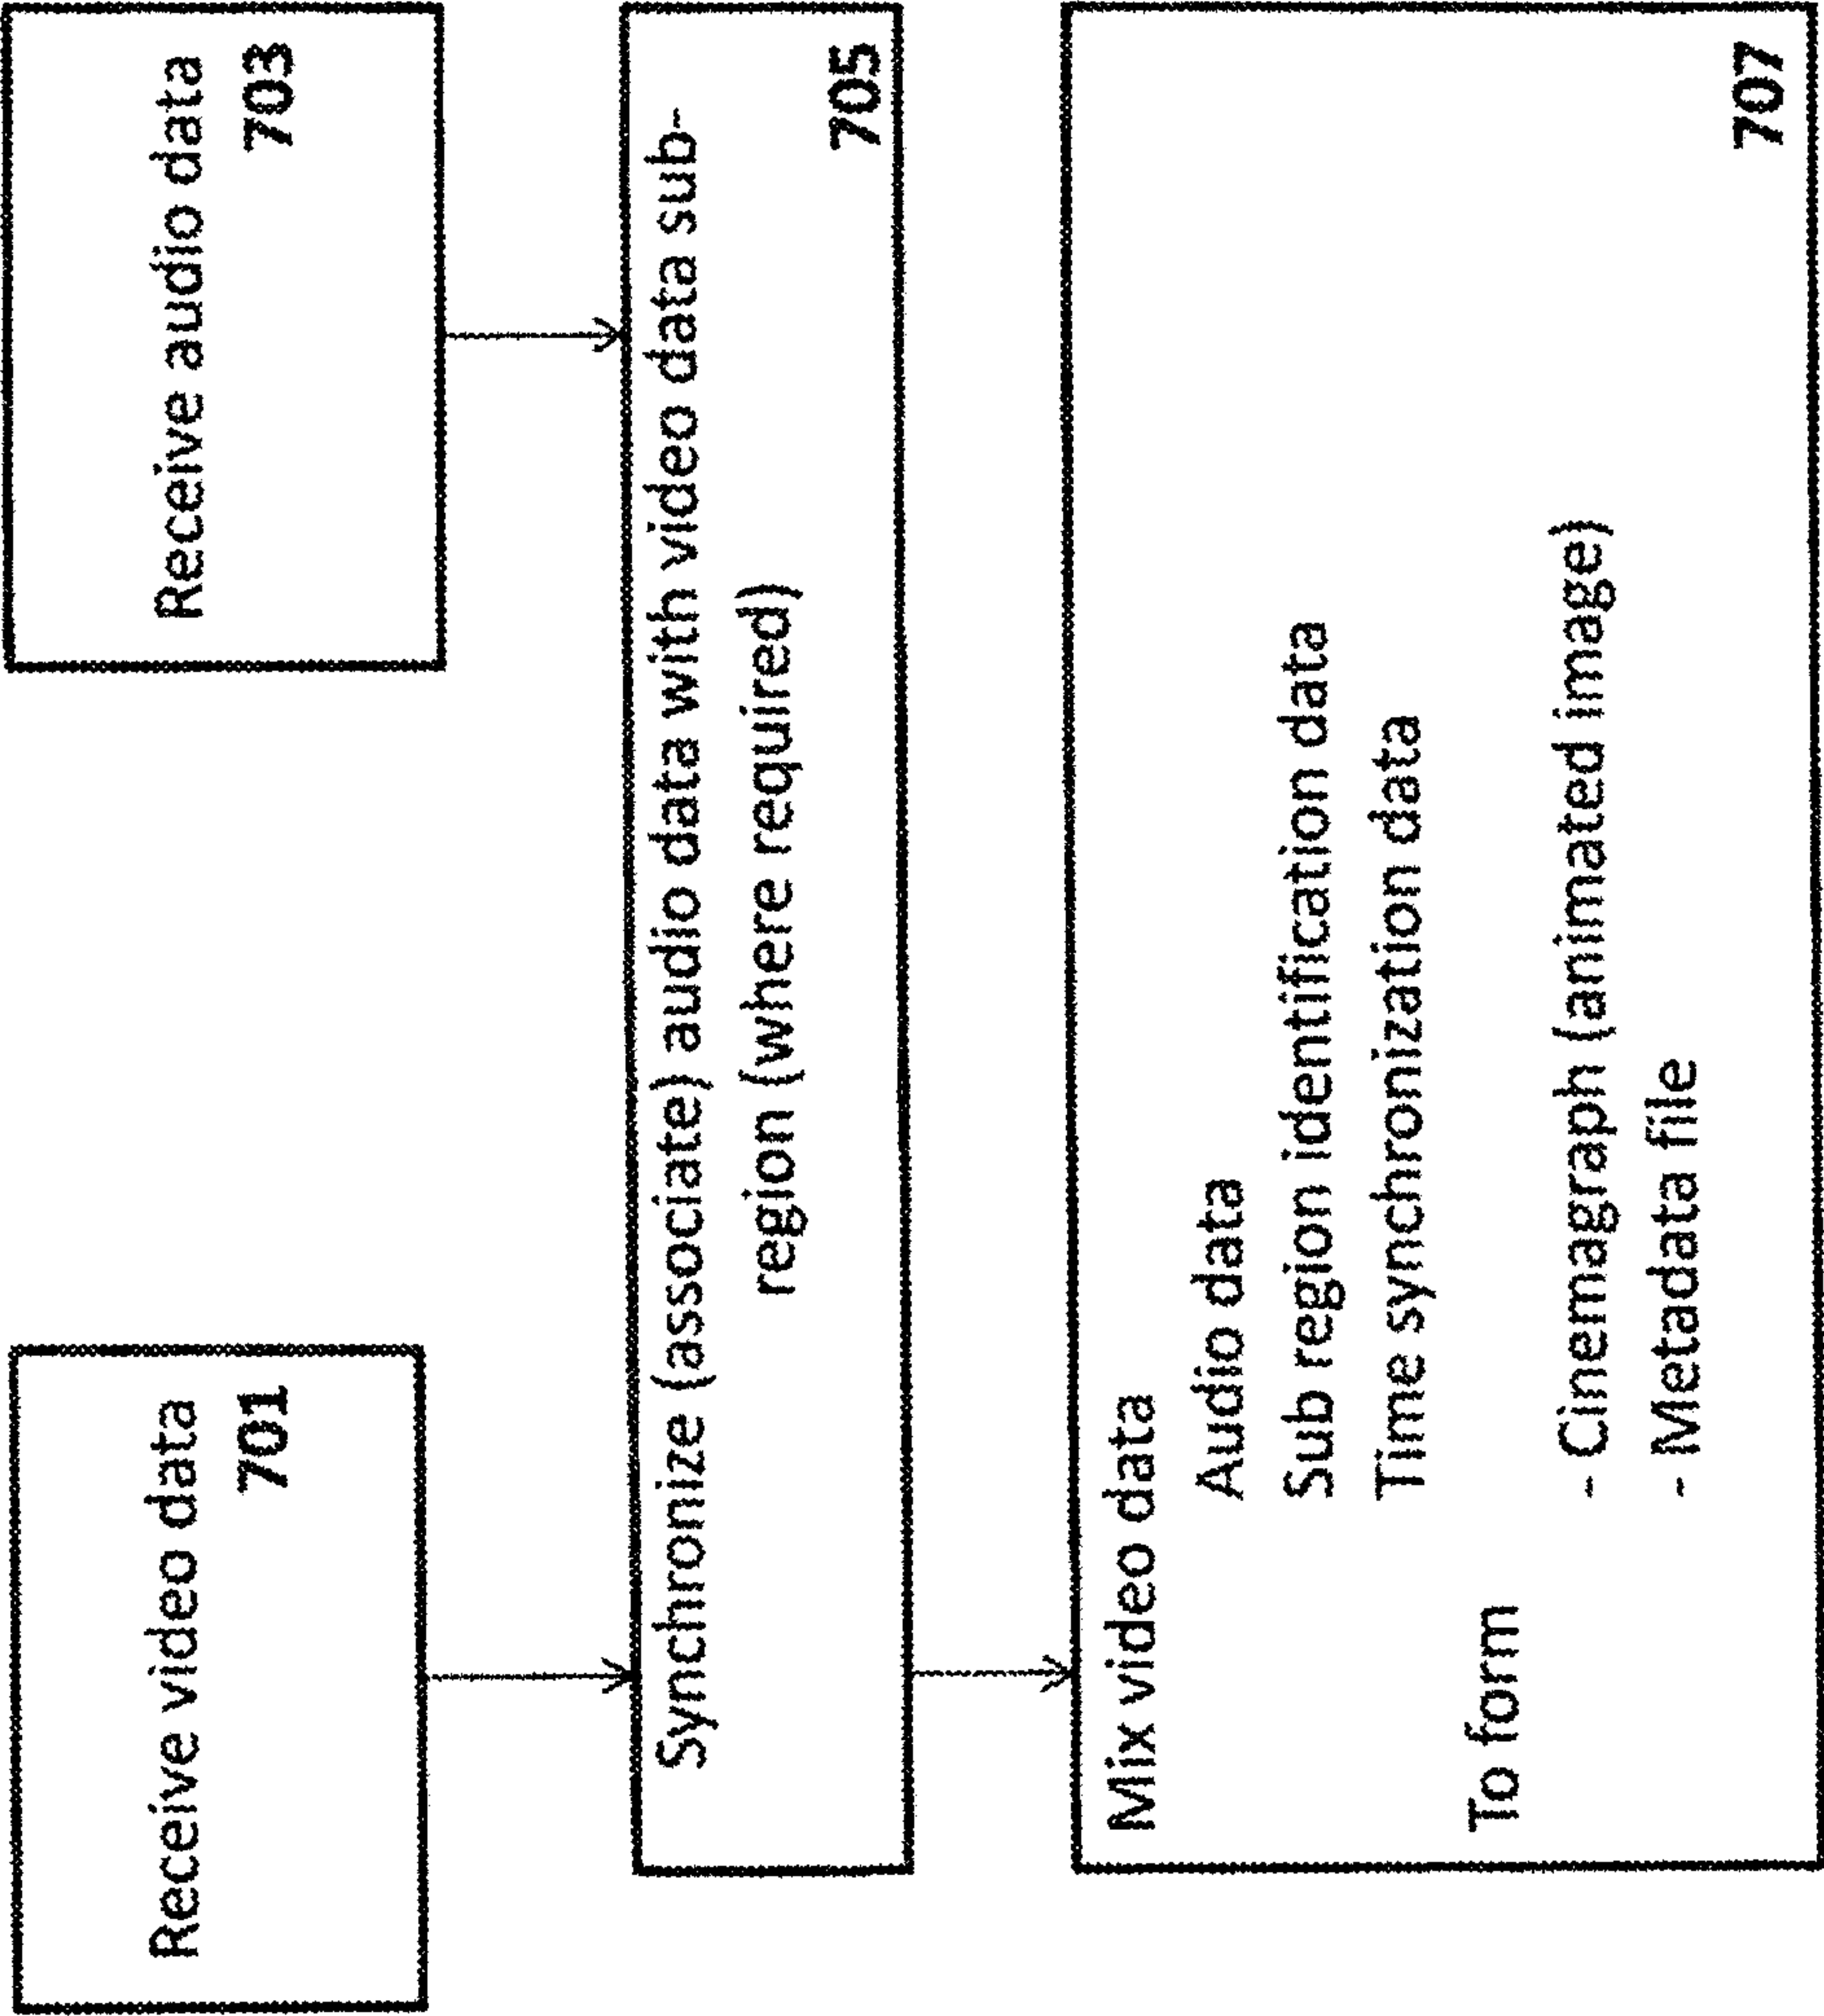 Receive video data
701
Receive audio data
703
Synchronize (associate) audio data with video data sub-
region (where required)
705
Mix video data
Audio data
Sub region identification data
Time synchronization data
To form
- Cinemagraph (animated image)
- Metadata file
707